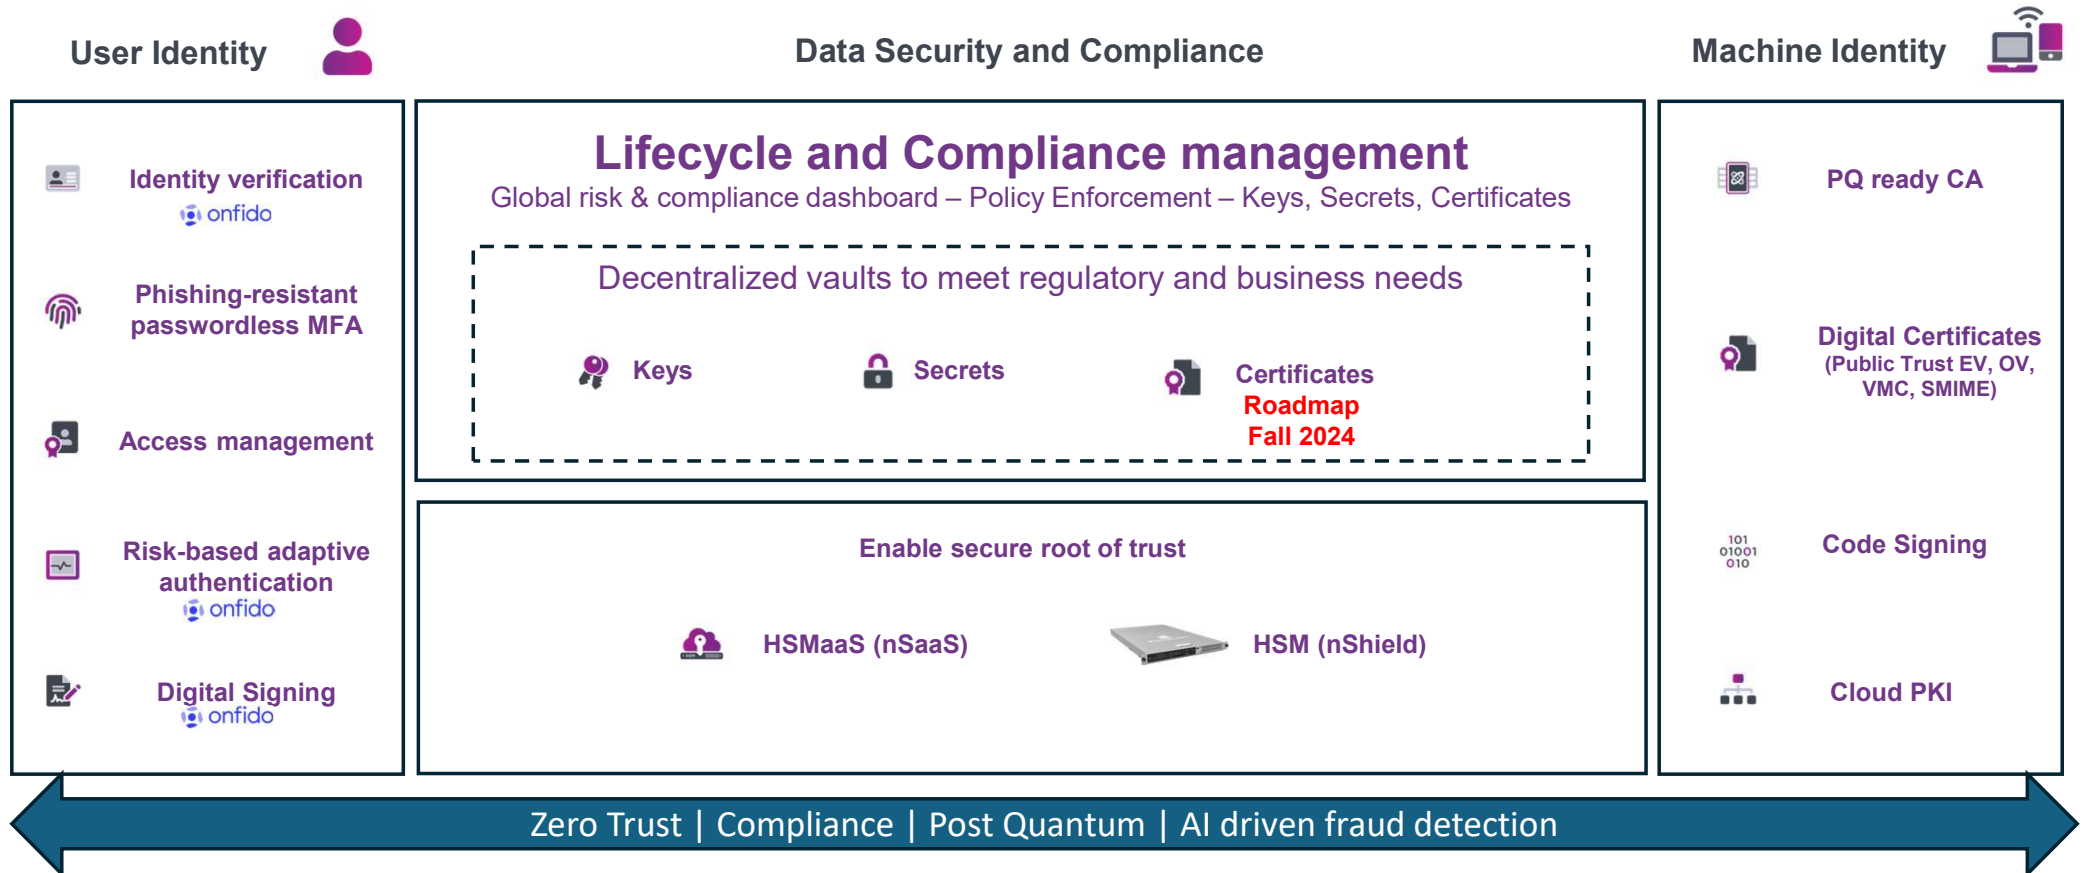 User Identity
Data Security and Compliance
Machine Identity
Identity verification
onfido
Phishing-resistant
passwordless MFA
Access management
Risk-based adaptive
authentication
onfido
Digital Signing
onfido
Lifecycle and Compliance management
Global risk & compliance dashboard – Policy Enforcement – Keys, Secrets, Certificates
Decentralized vaults to meet regulatory and business needs
Keys
Secrets
Certificates
Roadmap
Fall 2024
Enable secure root of trust
HSMaaS (nSaaS)
HSM (nShield)
PQ ready CA
Digital Certificates
(Public Trust EV, OV,
VMC, SMIME)
101
01001
010
Code Signing
Cloud PKI
Zero Trust | Compliance | Post Quantum | AI driven fraud detection